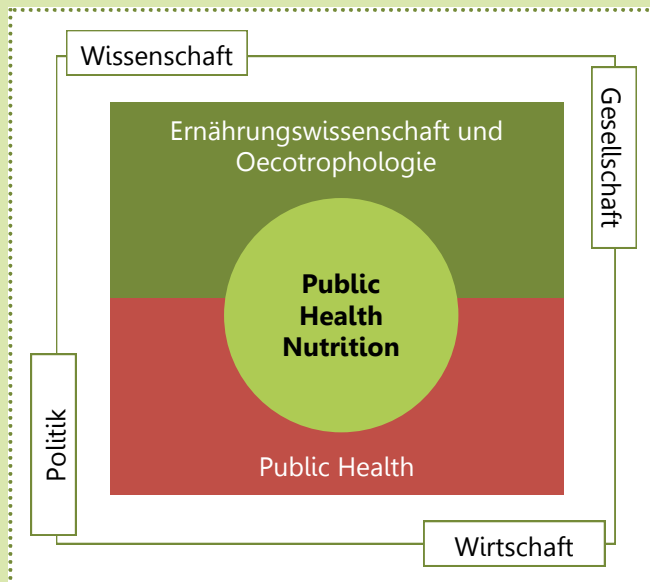 Wissenschaft
Gesellschaft
Ernährungswissenschaft und
Oecotrophologie
Public
Health
Nutrition
Politik
Public Health
Wirtschaft